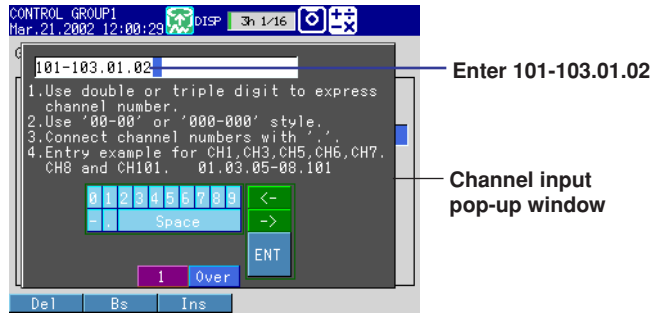 CONTROL GROUP1
Mar.21.2002 12:00:29 DISP 3h 1/16
G
101-103.01.02
Enter 101-103.01.02
1.Use double or triple digit to express
channel number.
2.Use '00-00' or '000-000' style.
3.Connect channel numbers with '.'.
4.Entry example for CH1,CH3,CH5,CH6,CH7.
CH8 and CH101. 01.03.05-08.101
Channel input
pop-up window
0 1 2 3 4 5 6 7 8 9 <-
- . Space ->
ENT
1 Over
Del Bs Ins